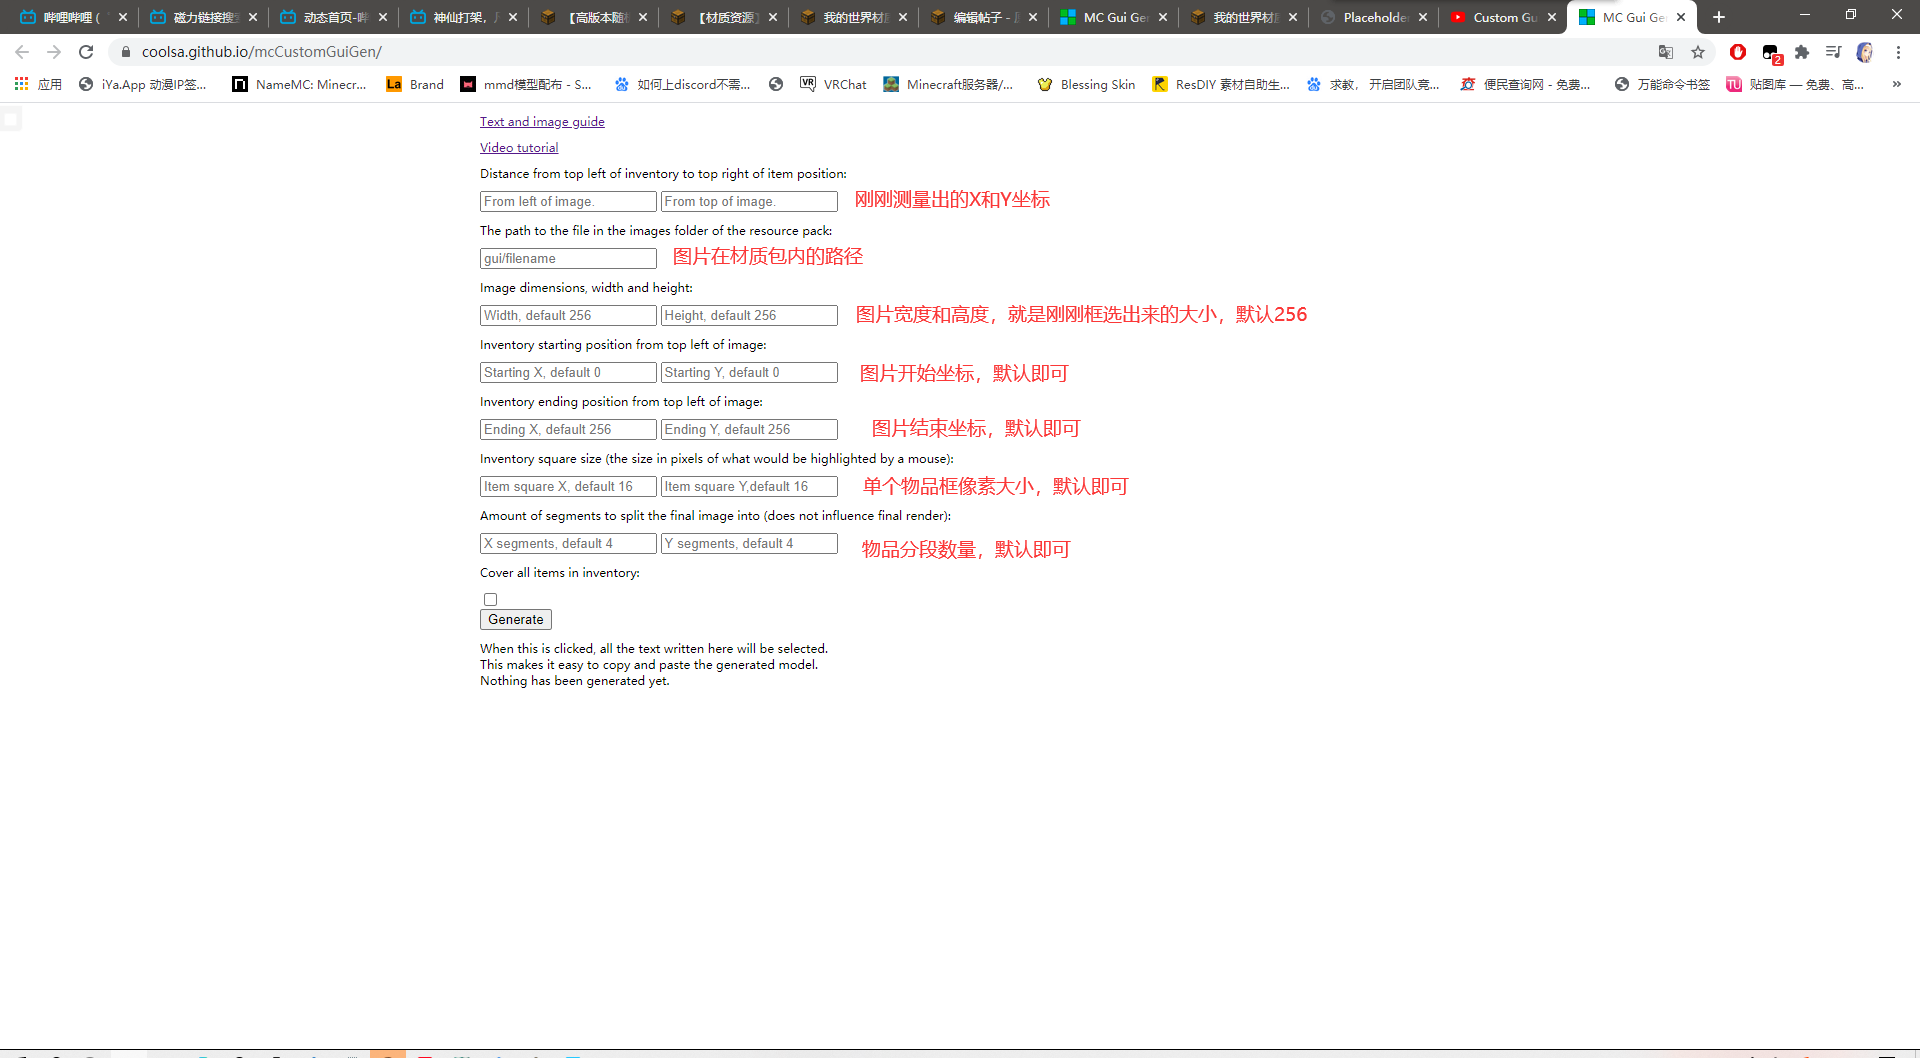 哔哩哔哩 (
磁力链接搜
动态首页-哔
神仙打架，
【高版本随
【材质资源】
我的世界材
编辑帖子 -
MC Gui Ge
我的世界材
Placeholde
Custom Gu
MC Gui Ge
coolsa.github.io/mcCustomGuiGen/
2
应用
iYa.App 动漫IP签...
NameMC: Minecr...
La Brand
mmd模型配布 - S...
如何上discord不需...
VR VRChat
Minecraft服务器/...
Blessing Skin
ResDIY 素材自助生...
求教，开启团队竞...
便民查询网 - 免费...
万能命令书签
TU 贴图库 — 免费、高...
»
Text and image guide
Video tutorial
Distance from top left of inventory to top right of item position:
From left of image. From top of image. 刚刚测量出的X和Y坐标
The path to the file in the images folder of the resource pack:
gui/filename 图片在材质包内的路径
Image dimensions, width and height:
Width, default 256 Height, default 256 图片宽度和高度，就是刚刚框选出来的大小，默认256
Inventory starting position from top left of image:
Starting X, default 0 Starting Y, default 0 图片开始坐标，默认即可
Inventory ending position from top left of image:
Ending X, default 256 Ending Y, default 256 图片结束坐标，默认即可
Inventory square size (the size in pixels of what would be highlighted by a mouse):
Item square X, default 16 Item square Y,default 16 单个物品框像素大小，默认即可
Amount of segments to split the final image into (does not influence final render):
X segments, default 4 Y segments, default 4 物品分段数量，默认即可
Cover all items in inventory:
Generate
When this is clicked, all the text written here will be selected.
This makes it easy to copy and paste the generated model.
Nothing has been generated yet.